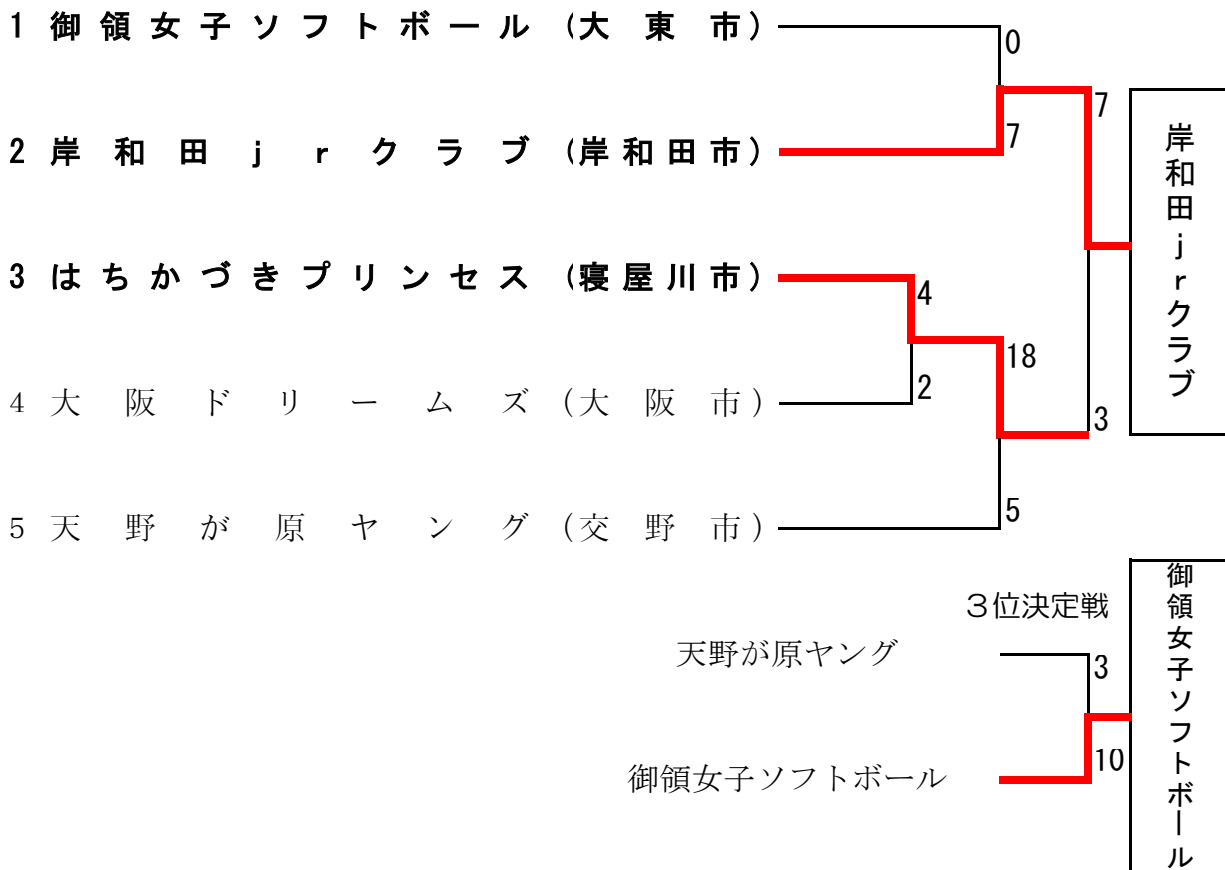 1 御領女子ソフトボール (大東市)
0
7
2 岸和田jrクラブ (岸和田市)
7
岸和田jrクラブ
3 はちかづきプリンセス (寝屋川市)
4
18
4 大阪ドリームズ (大阪市)
2
3
5 天野が原ヤング (交野市)
5
3位決定戦
天野が原ヤング
3
御領女子ソフトボール
10
御領女子ソフトボール